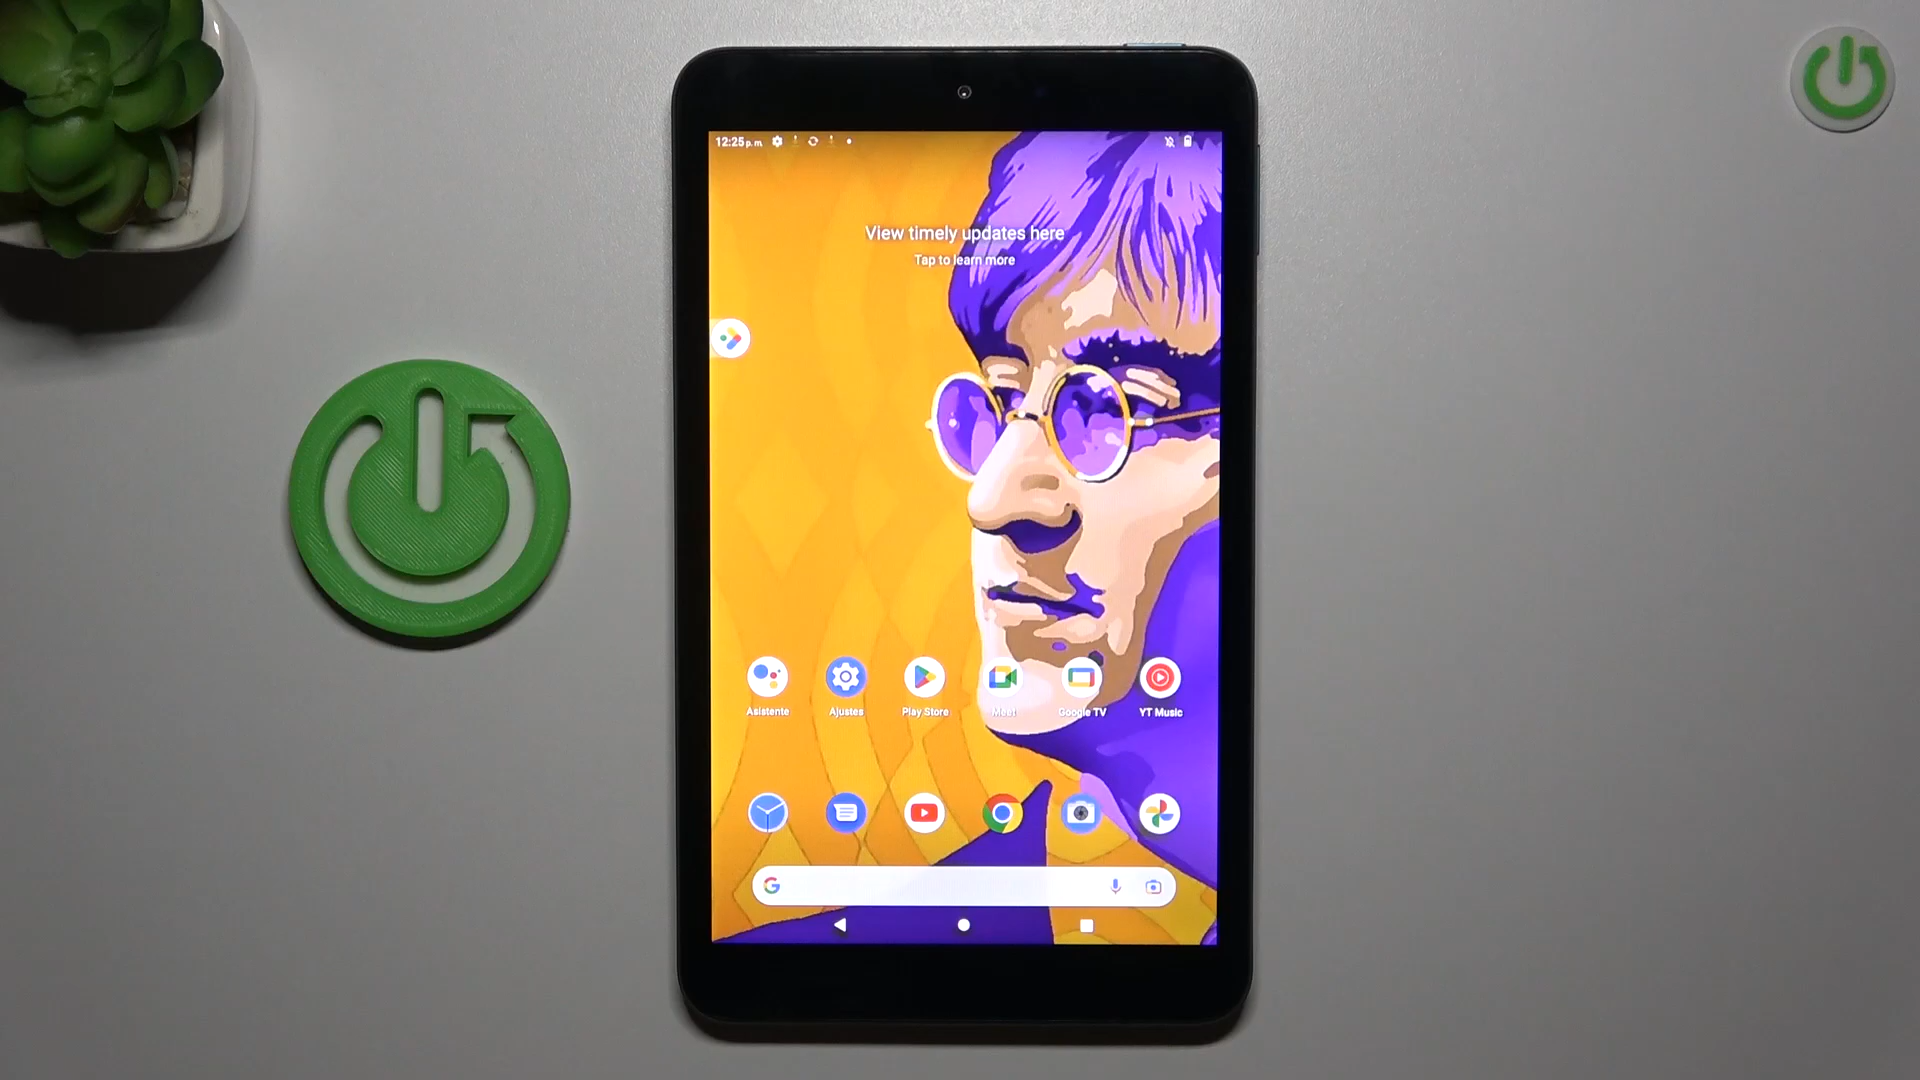 12:25 p. m.
View timely updates here
Tap to learn more
Asistente
Ajustes
Play Store
Meet
Google TV
YT Music